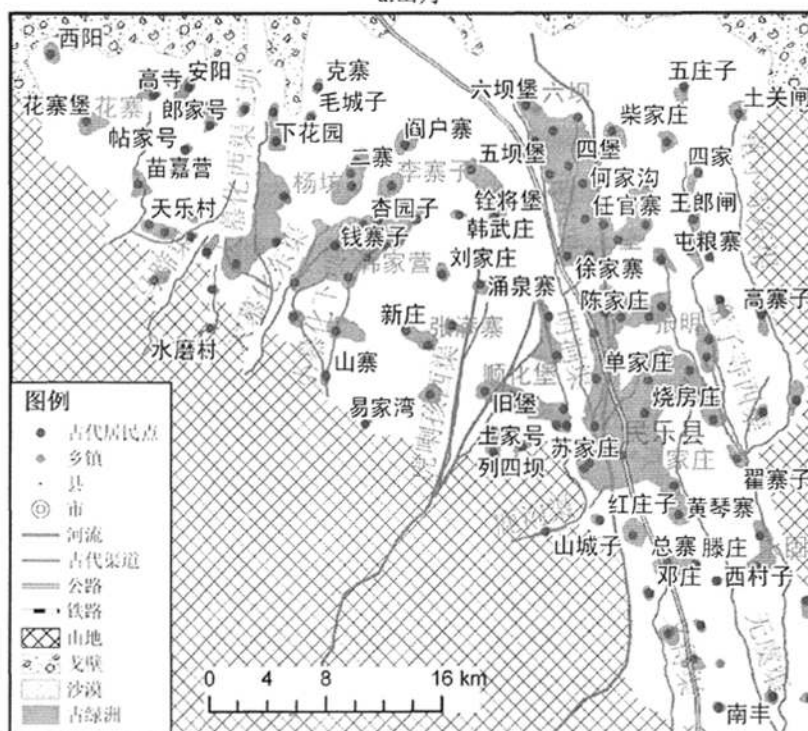 西阳
高寺
安阳
克寨
五庄子
花寨堡
花寨
郎家号
毛城子
六坝堡
六坝
柴家庄
土关闸
帖家号
下花园
阎户寨
五坝堡
四堡
四家
苗嘉营
杨坊
三寨
李寨子
何家沟
天乐村
杏园子
铨将堡
任官寨
王郎闸
钱寨子
韩武庄
屯粮寨
韩家营
刘家庄
徐家寨
涌泉寨
陈家庄
高寨子
水磨村
新庄
山寨
单家庄
顺化堡
烧房庄
易家湾
旧堡
民乐县
土家号
苏家庄
家庄
列四坝
翟寨子
红庄子
黄琴寨
山城子
总寨
滕庄
邓庄
西村子
南丰
图例
古代居民点
乡镇
县
市
河流
古代渠道
公路
铁路
山地
戈壁
沙漠
古绿洲
0 4 8 16 km